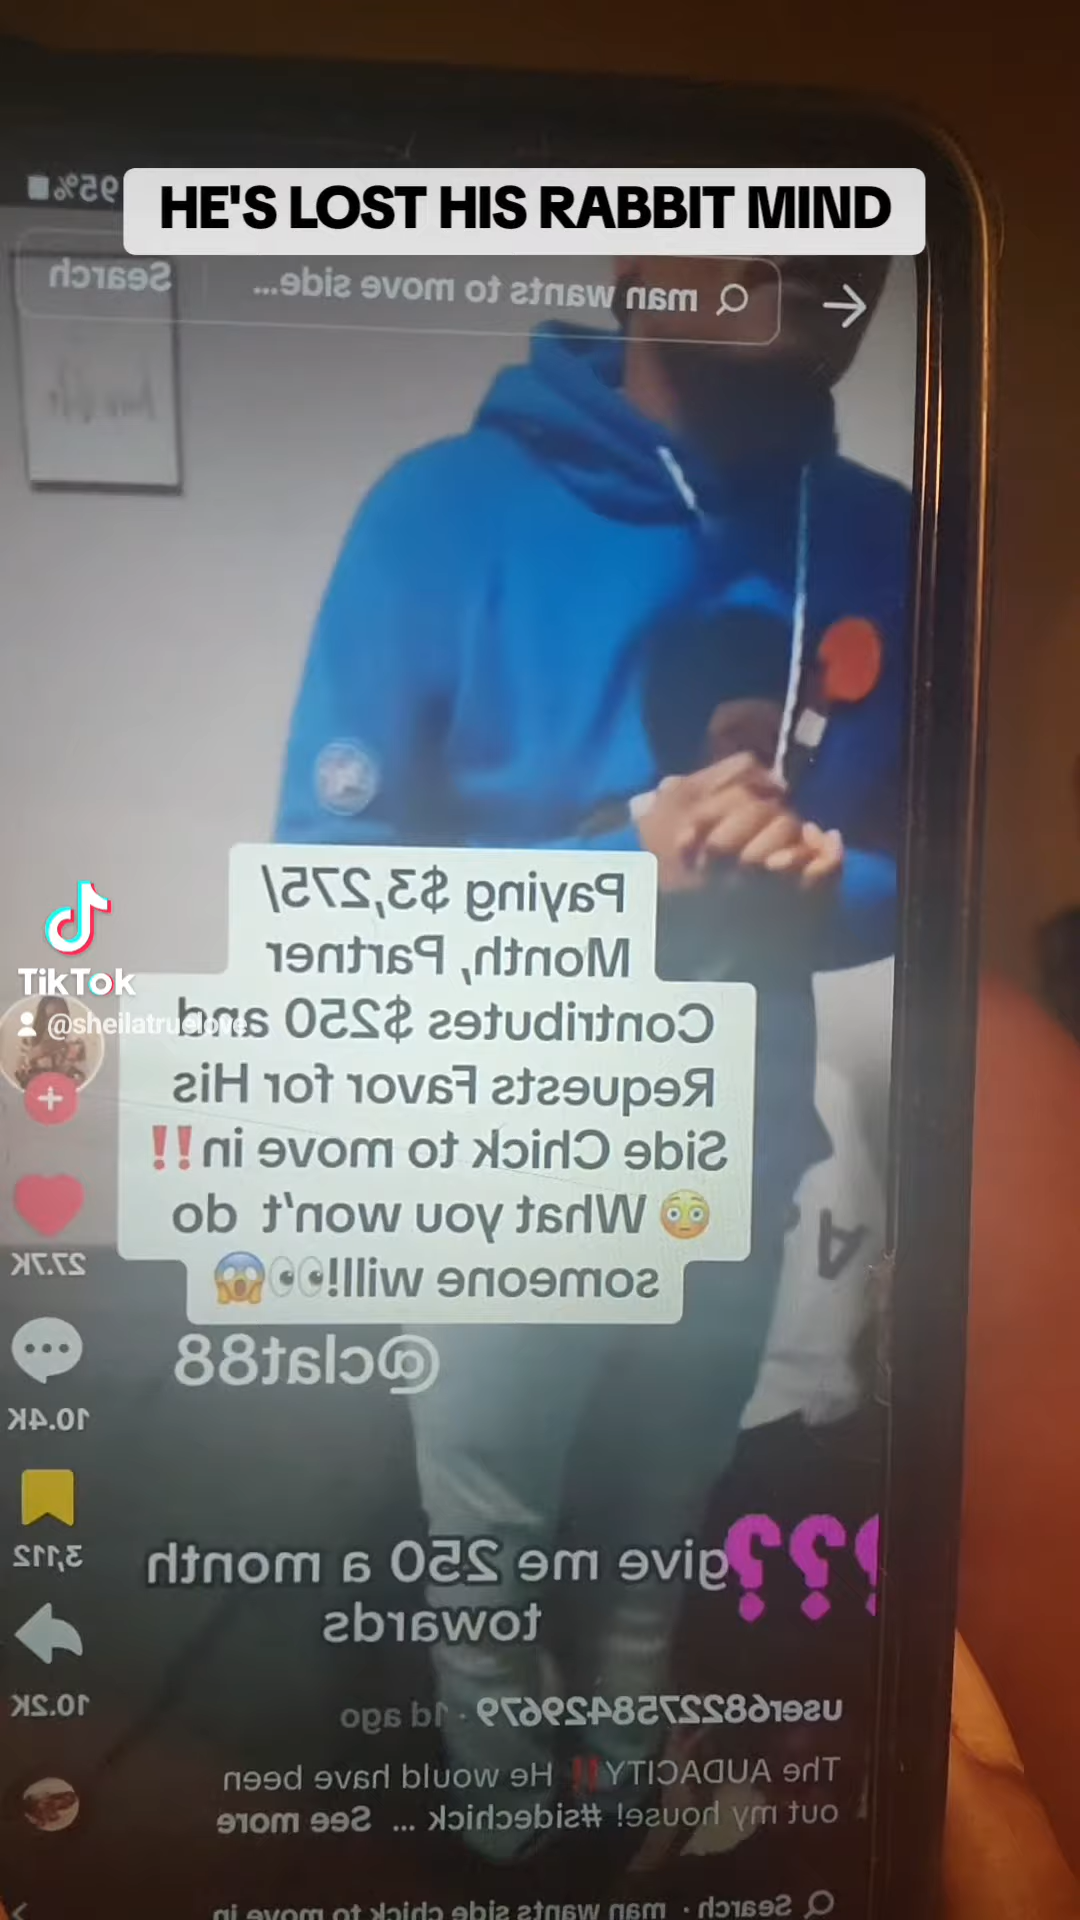 HE'S LOST HIS RABBIT MIND
95%
man wants to move side...
Search
Paying $3,275/
Month, Partner
Contributes $250 and
Requests Favor for His
Side Chick to move in‼️
😳 What you won't do
someone will!👀😱
@clat88
TikTok
@sheilatruelove
27.7K
10.4K
3,112
10.2K
???
give me 250 a month
towards
user6822758429679 · 1d ago
The AUDACITY‼️ He would have been
out my house! #sidechick ... See more
Search · man wants side chick to move in
A